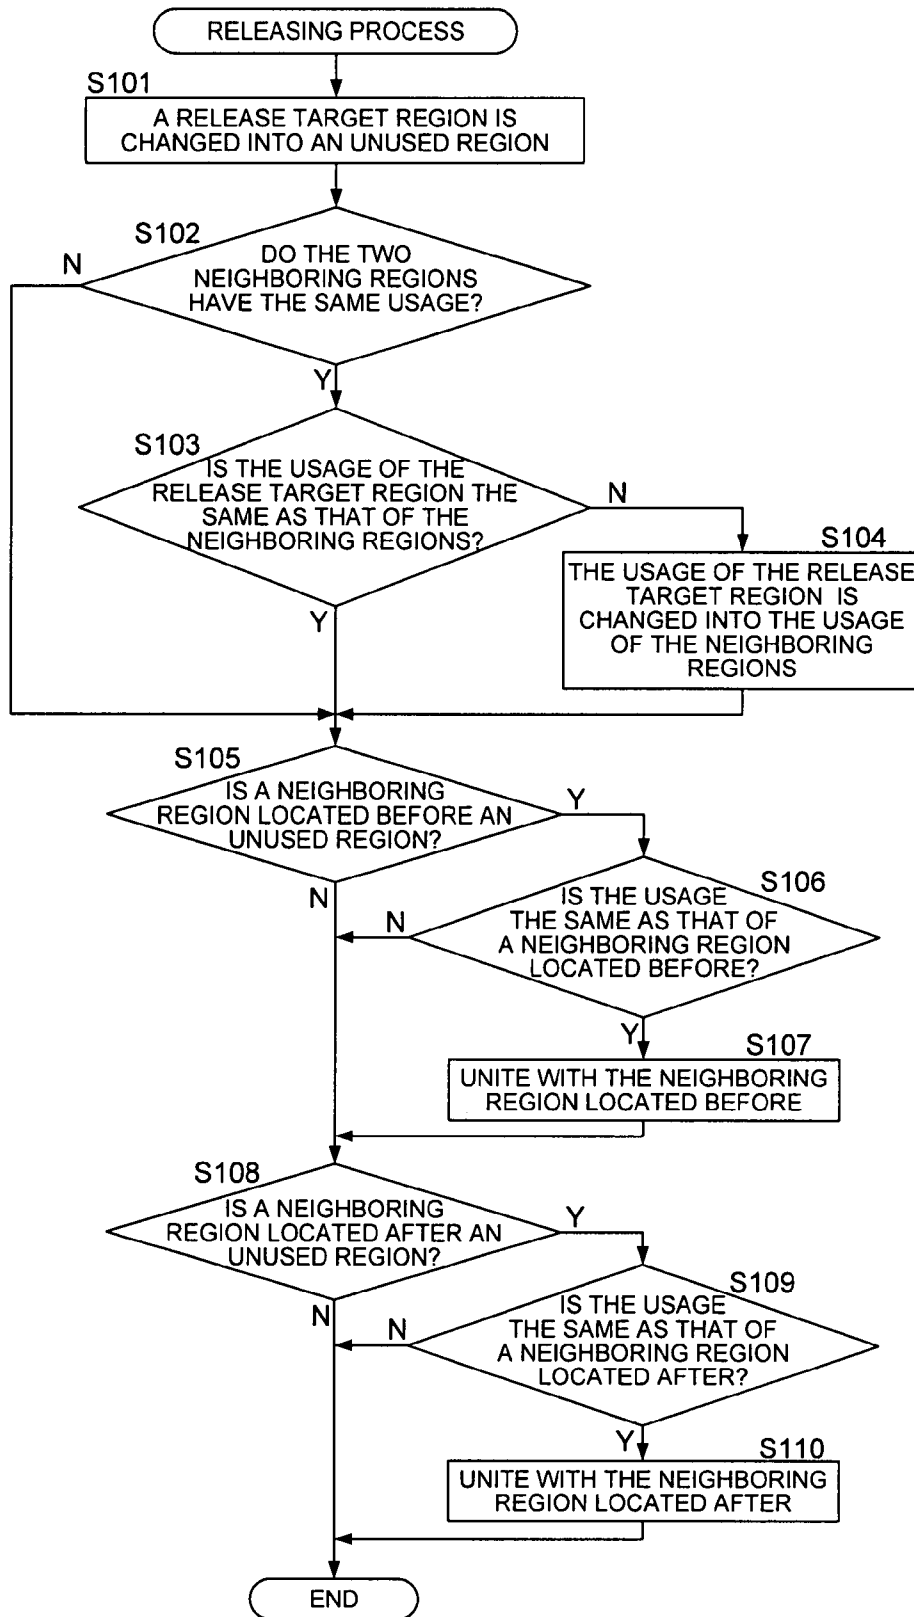 RELEASING PROCESS
S101
A RELEASE TARGET REGION IS
CHANGED INTO AN UNUSED REGION
S102
DO THE TWO
NEIGHBORING REGIONS
HAVE THE SAME USAGE?
N
Y
S103
IS THE USAGE OF THE
RELEASE TARGET REGION THE
SAME AS THAT OF THE
NEIGHBORING REGIONS?
N
Y
S104
THE USAGE OF THE RELEASE
TARGET REGION IS
CHANGED INTO THE USAGE
OF THE NEIGHBORING
REGIONS
S105
IS A NEIGHBORING
REGION LOCATED BEFORE AN
UNUSED REGION?
Y
N
S106
IS THE USAGE
THE SAME AS THAT OF
A NEIGHBORING REGION
LOCATED BEFORE?
N
Y
S107
UNITE WITH THE NEIGHBORING
REGION LOCATED BEFORE
S108
IS A NEIGHBORING
REGION LOCATED AFTER AN
UNUSED REGION?
Y
N
S109
IS THE USAGE
THE SAME AS THAT OF
A NEIGHBORING REGION
LOCATED AFTER?
N
Y
S110
UNITE WITH THE NEIGHBORING
REGION LOCATED AFTER
END